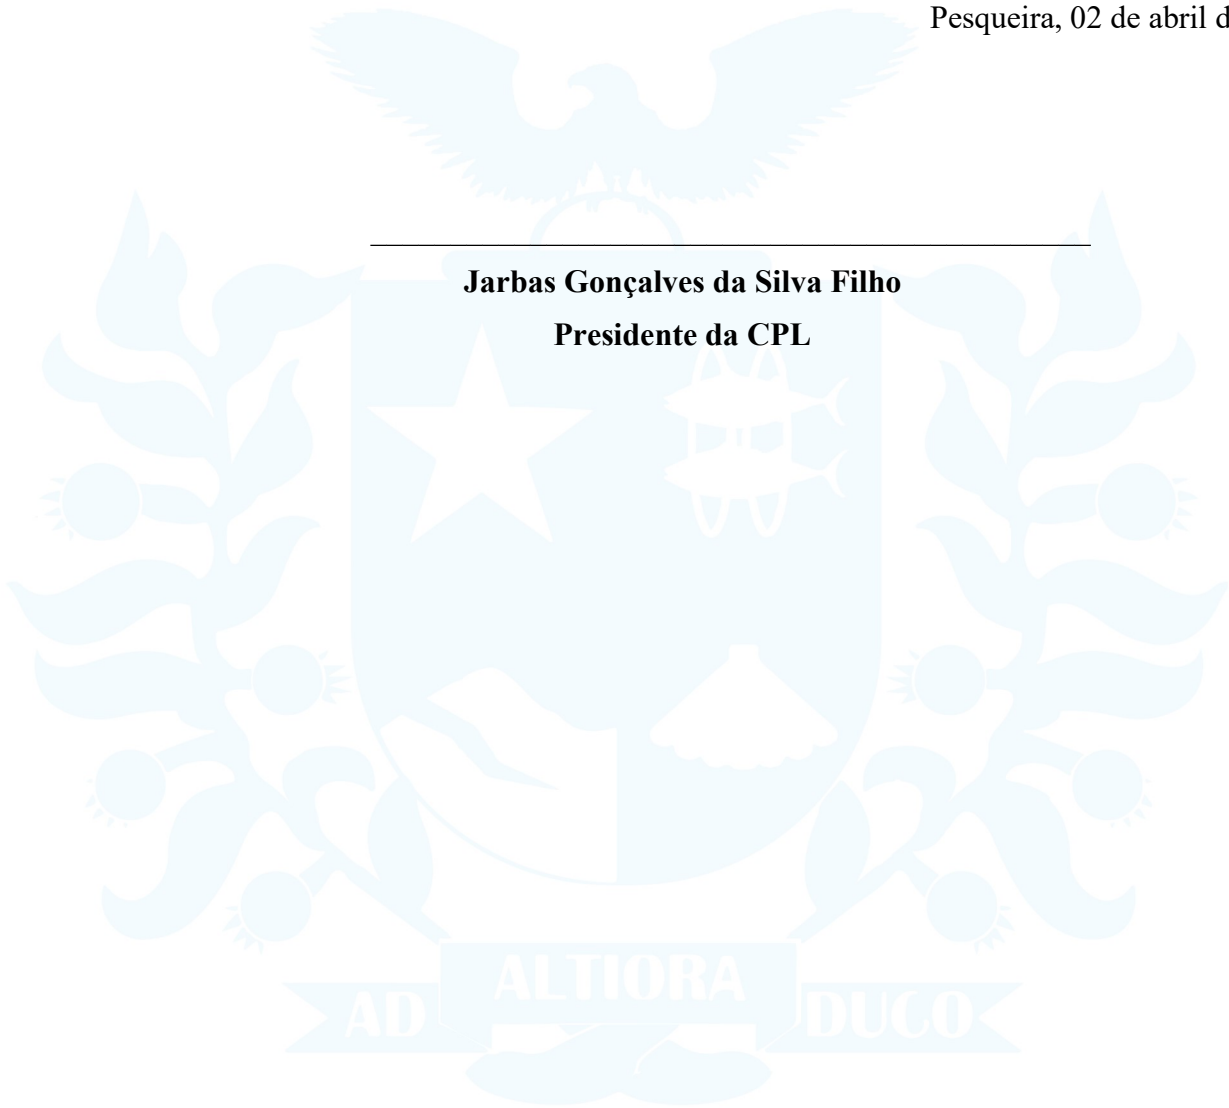 Pesqueira, 02 de abril d
Jarbas Gonçalves da Silva Filho
Presidente da CPL
AD ALTIORA DUCO